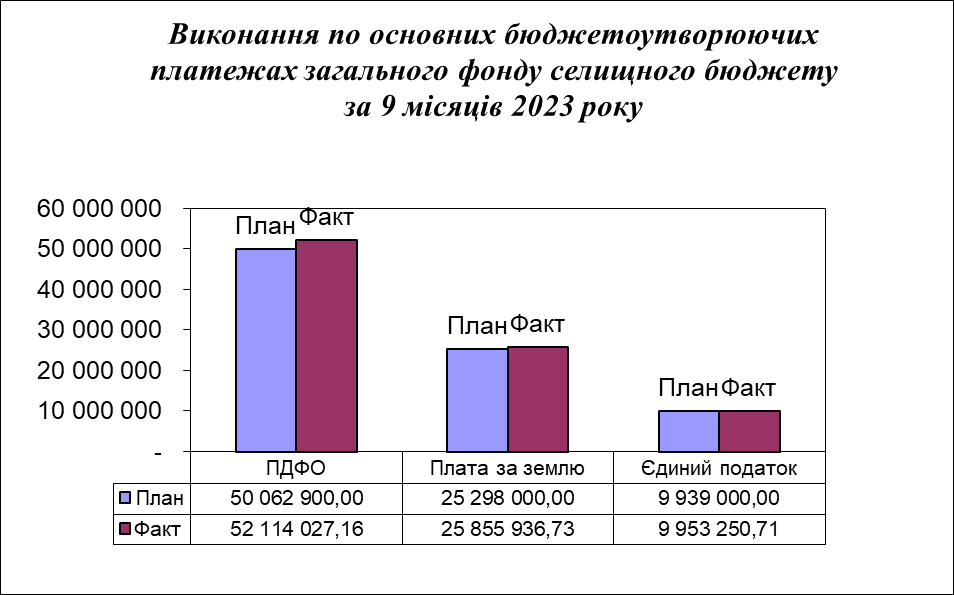 Виконання по основних бюджетоутворюючих
платежах загального фонду селищного бюджету
за 9 місяців 2023 року
60 000 000
50 000 000
40 000 000
30 000 000
20 000 000
10 000 000
-
План Факт
План Факт
План Факт
ПДФО Плата за землю Єдиний податок
План 50 062 900,00 25 298 000,00 9 939 000,00
Факт 52 114 027,16 25 855 936,73 9 953 250,71